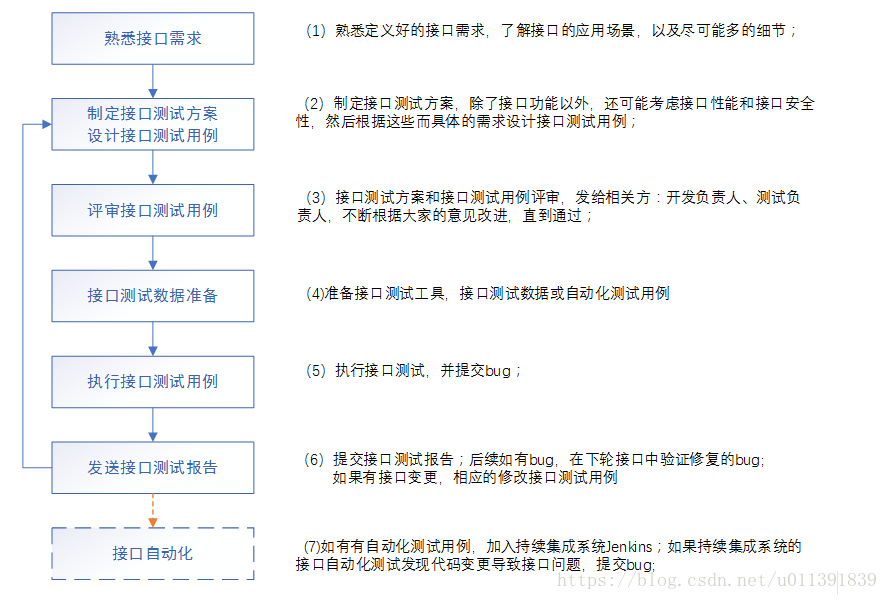 熟悉接口需求
（1）熟悉定义好的接口需求，了解接口的应用场景，以及尽可能多的细节；
制定接口测试方案
设计接口测试用例
（2）制定接口测试方案，除了接口功能以外，还可能考虑接口性能和接口安全
性，然后根据这些而具体的需求设计接口测试用例；
评审接口测试用例
（3）接口测试方案和接口测试用例评审，发给相关方：开发负责人、测试负
责人，不断根据大家的意见改进，直到通过；
接口测试数据准备
（4)准备接口测试工具，接口测试数据或自动化测试用例
执行接口测试用例
（5）执行接口测试，并提交bug；
发送接口测试报告
（6）提交接口测试报告；后续如有bug，在下轮接口中验证修复的bug;
如果有接口变更，相应的修改接口测试用例
接口自动化
(7)如有有自动化测试用例，加入持续集成系统Jenkins；如果持续集成系统的
接口自动化测试发现代码变更导致接口问题，提交bug;
https://blog.csdn.net/u011391839